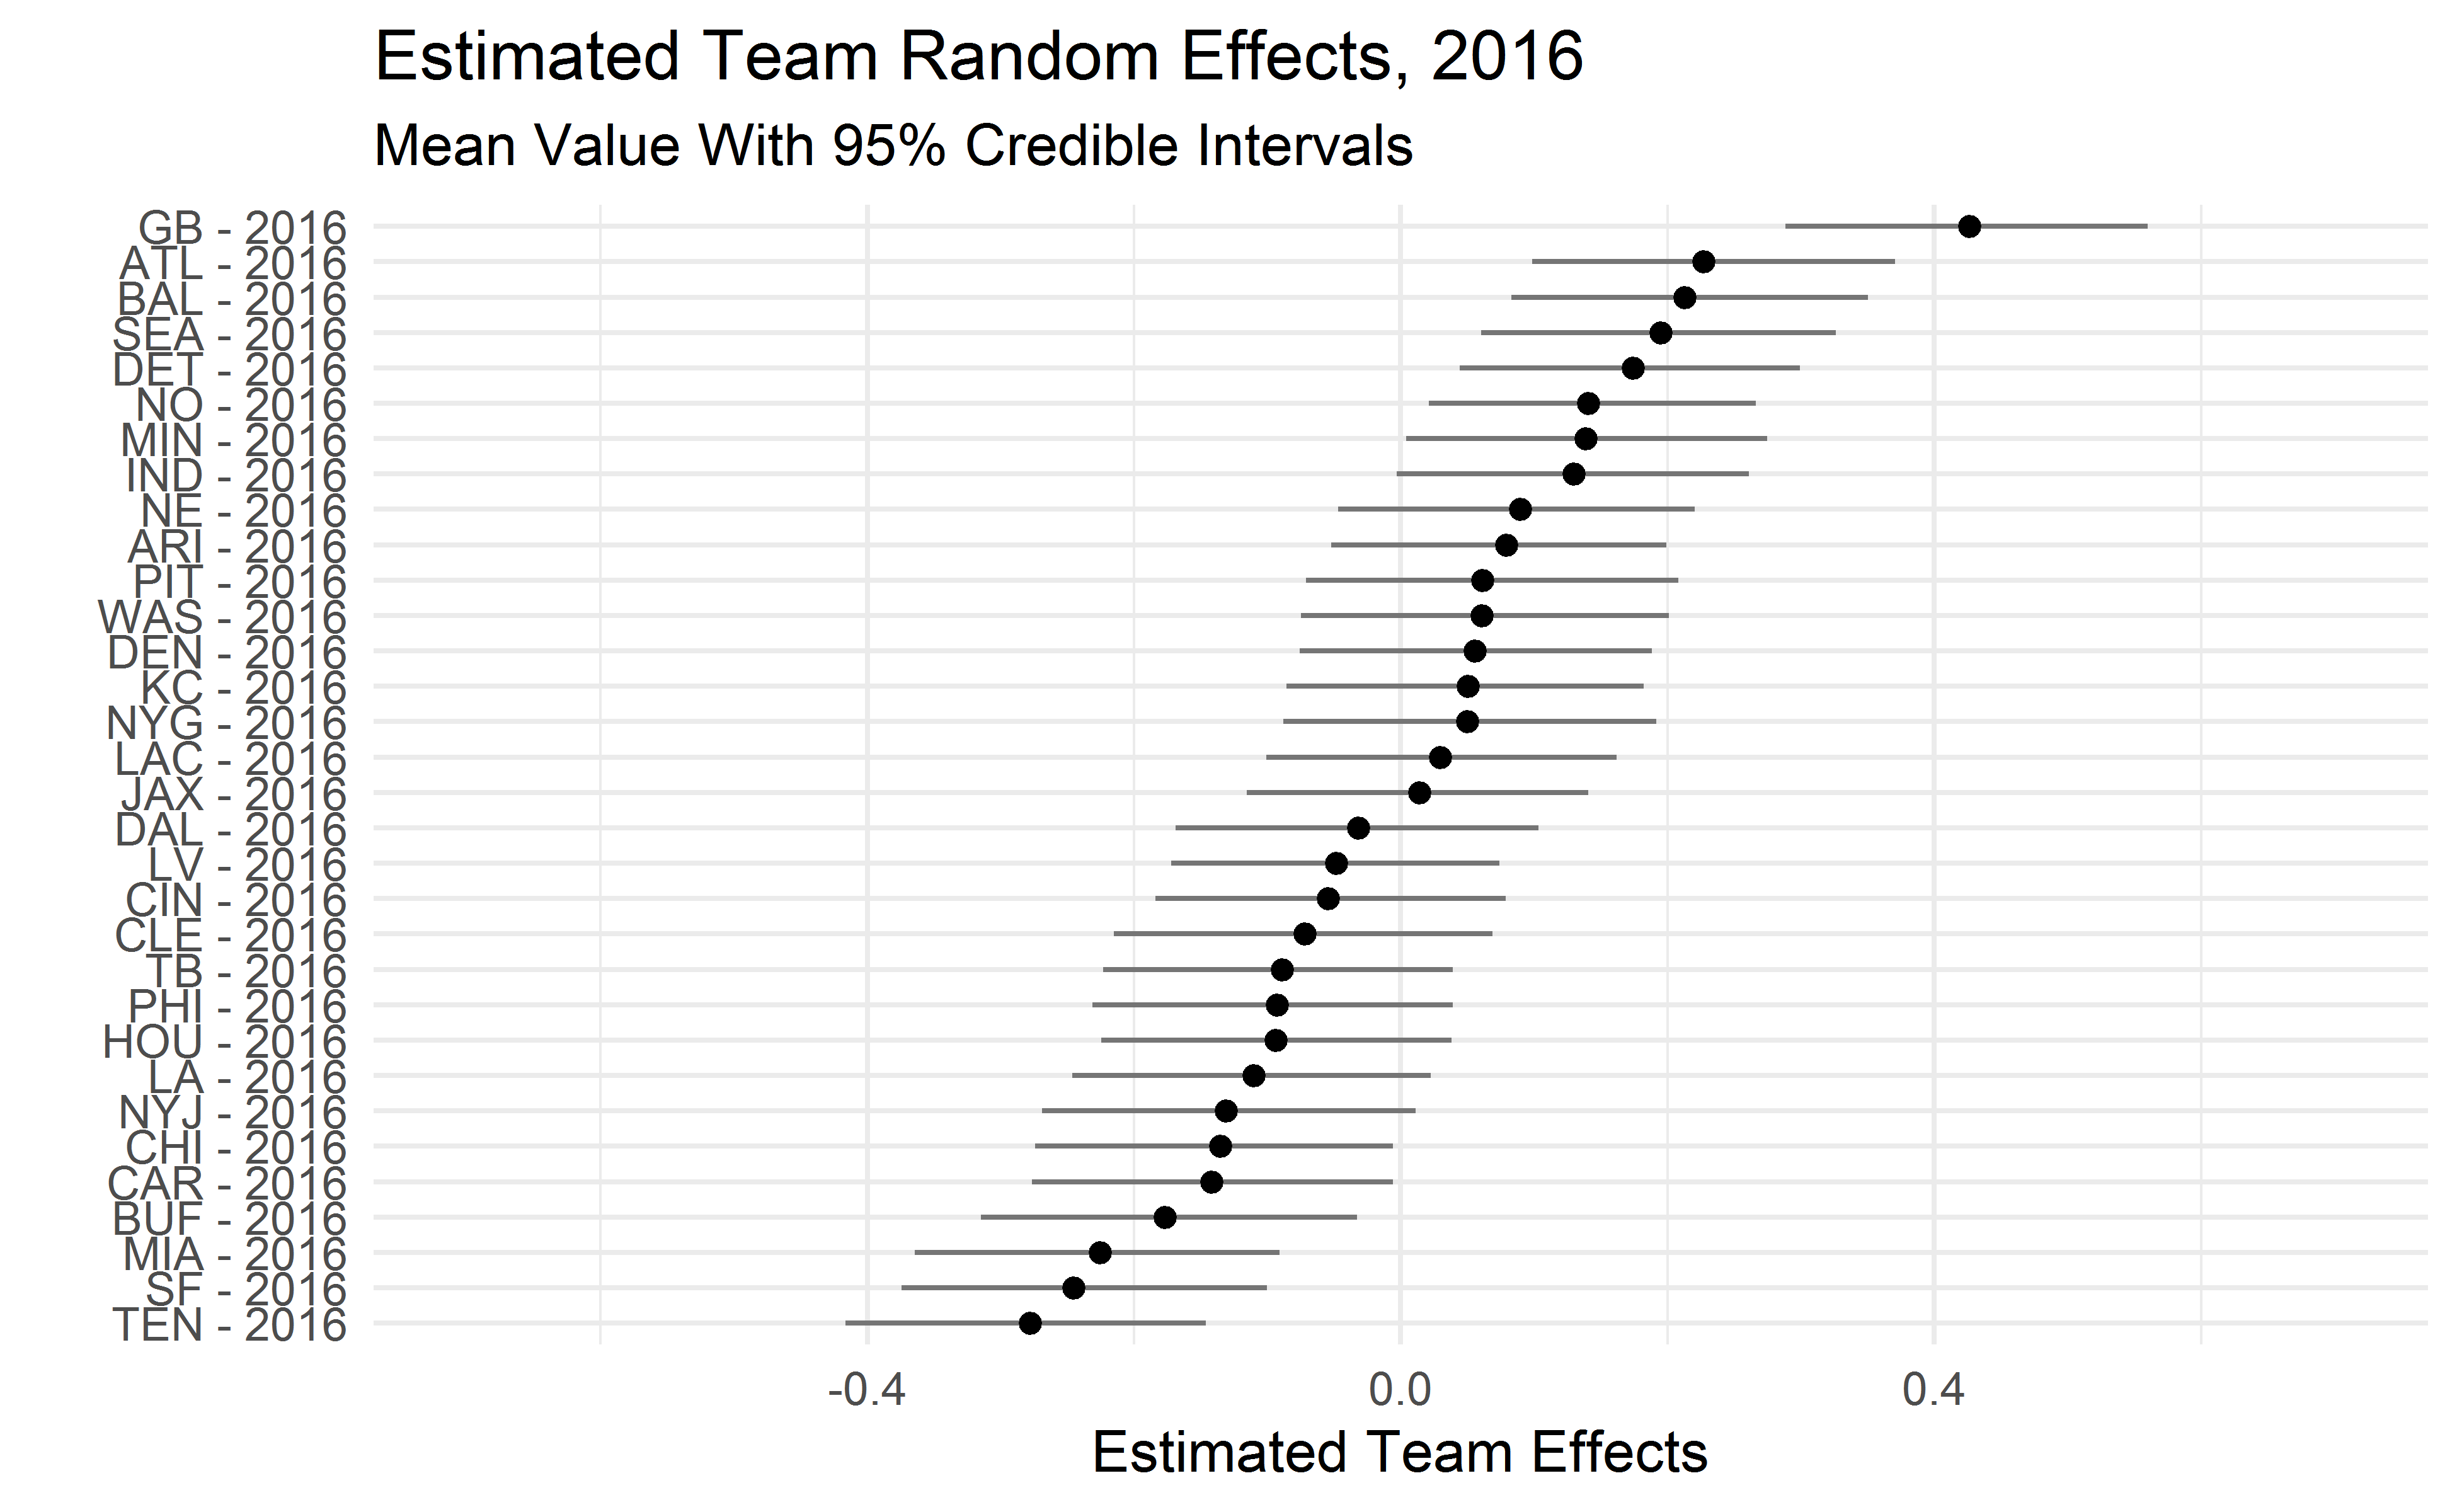 Estimated Team Random Effects, 2016
Mean Value With 95% Credible Intervals
GB - 2016
ATL - 2016
BAL - 2016
SEA - 2016
DET - 2016
NO - 2016
MIN - 2016
IND - 2016
NE - 2016
ARI - 2016
PIT - 2016
WAS - 2016
DEN - 2016
KC - 2016
NYG - 2016
LAC - 2016
JAX - 2016
DAL - 2016
LV - 2016
CIN - 2016
CLE - 2016
TB - 2016
PHI - 2016
HOU - 2016
LA - 2016
NYJ - 2016
CHI - 2016
CAR - 2016
BUF - 2016
MIA - 2016
SF - 2016
TEN - 2016
-0.4 0.0 0.4
Estimated Team Effects